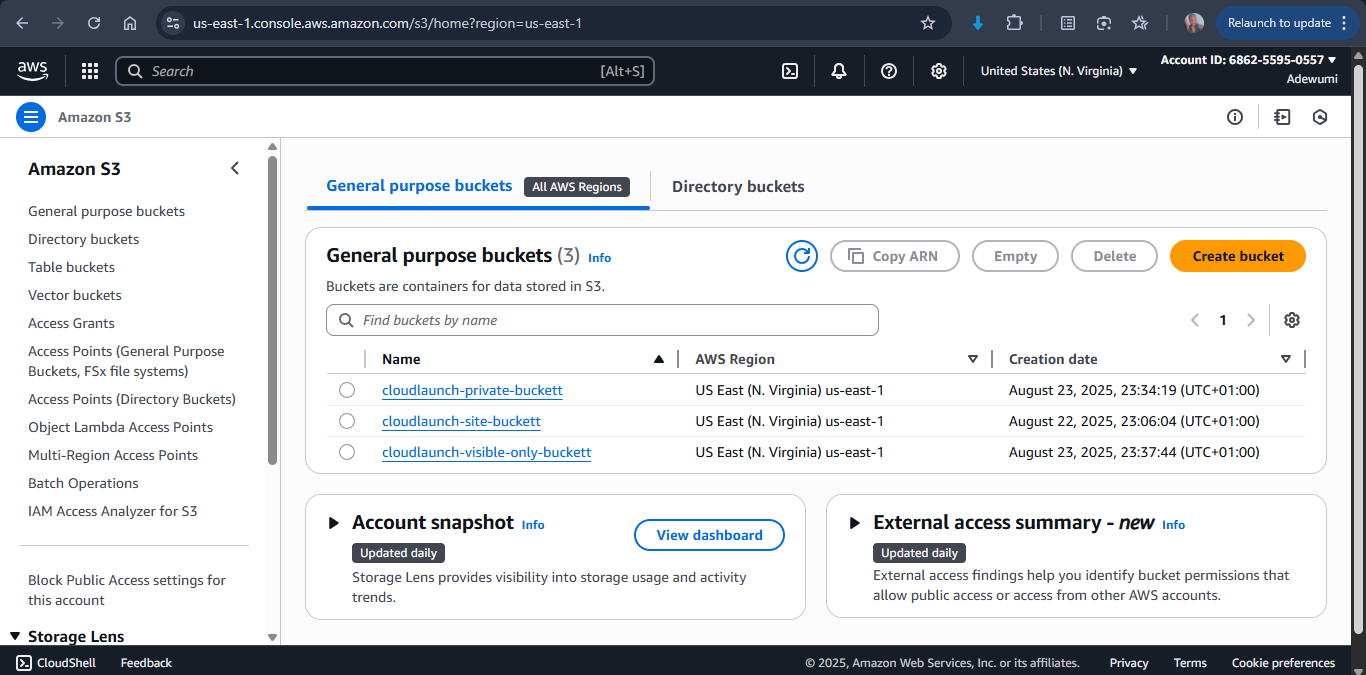 us-east-1.console.aws.amazon.com/s3/home?region=us-east-1
Relaunch to update
aws
Search
[Alt+S]
United States (N. Virginia)
Account ID: 6862-5595-0557
Adewumi
Amazon S3
Amazon S3
General purpose buckets
Directory buckets
Table buckets
Vector buckets
Access Grants
Access Points (General Purpose
Buckets, FSx file systems)
Access Points (Directory Buckets)
Object Lambda Access Points
Multi-Region Access Points
Batch Operations
IAM Access Analyzer for S3
Block Public Access settings for
this account
Storage Lens
General purpose buckets All AWS Regions
Directory buckets
General purpose buckets (3) Info
Copy ARN
Empty
Delete
Create bucket
Buckets are containers for data stored in S3.
Find buckets by name
1
Name AWS Region Creation date
cloudlaunch-private-buckett US East (N. Virginia) us-east-1 August 23, 2025, 23:34:19 (UTC+01:00)
cloudlaunch-site-buckett US East (N. Virginia) us-east-1 August 22, 2025, 23:06:04 (UTC+01:00)
cloudlaunch-visible-only-buckett US East (N. Virginia) us-east-1 August 23, 2025, 23:37:44 (UTC+01:00)
Account snapshot Info
Updated daily
View dashboard
Storage Lens provides visibility into storage usage and activity
trends.
External access summary - new Info
Updated daily
External access findings help you identify bucket permissions that
allow public access or access from other AWS accounts.
CloudShell Feedback © 2025, Amazon Web Services, Inc. or its affiliates. Privacy Terms Cookie preferences